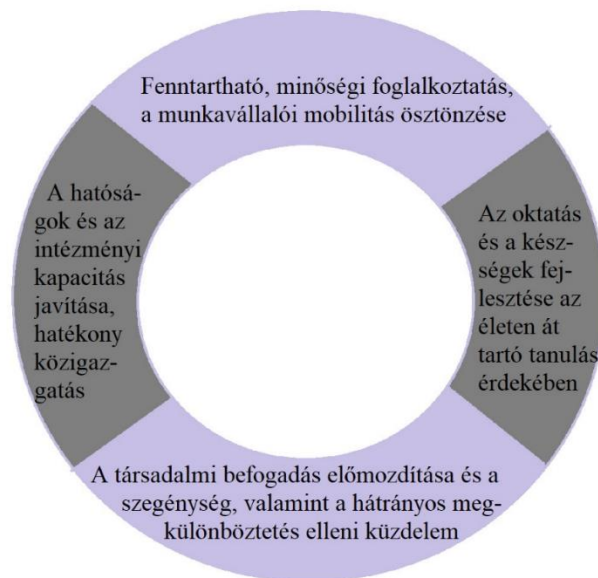 Fenntartható, minőségi foglalkoztatás,
a munkavállalói mobilitás ösztönzése
A hatósá-
gok és az
intézményi
kapacitás
javítása,
hatékony
közigaz-
gatás
Az oktatás
és a kész-
ségek fej-
lesztése az
életen át
tartó tanulás
érdekében
A társadalmi befogadás előmozdítása és a
szegénység, valamint a hátrányos meg-
különböztetés elleni küzdelem